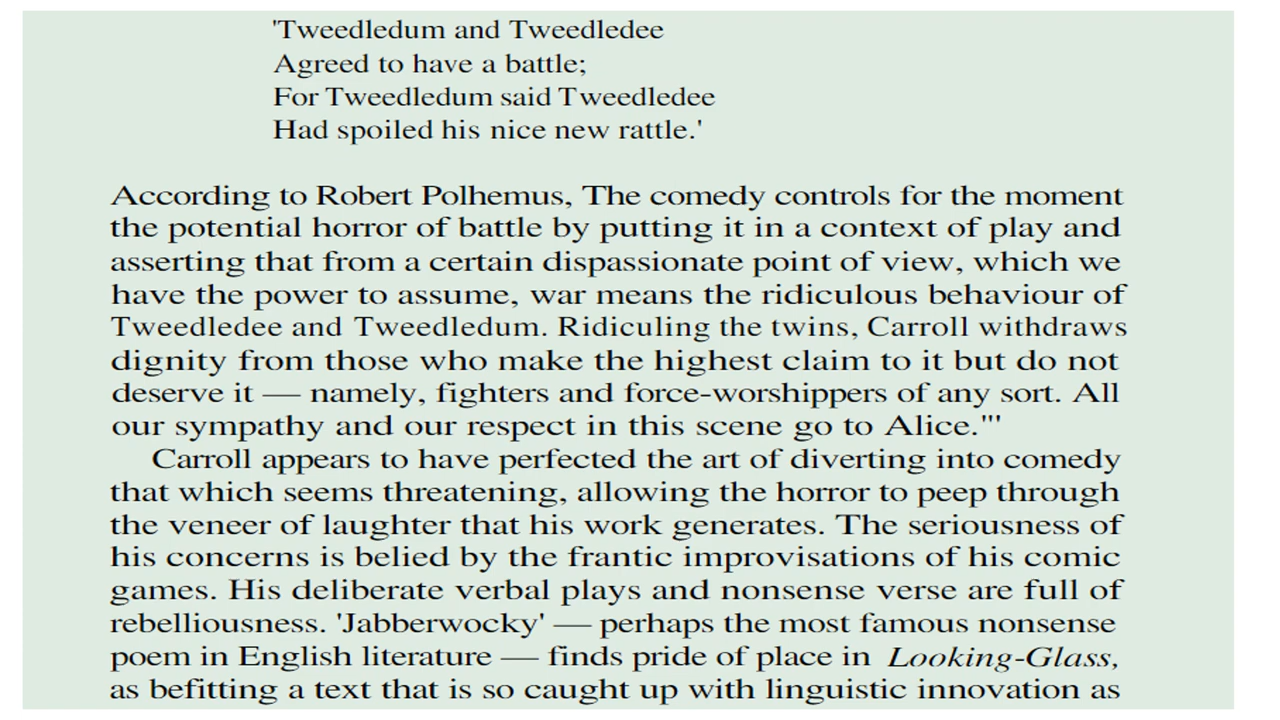 'Tweedledum and Tweedledee
Agreed to have a battle;
For Tweedledum said Tweedledee
Had spoiled his nice new rattle.'
According to Robert Polhemus, The comedy controls for the moment
the potential horror of battle by putting it in a context of play and
asserting that from a certain dispassionate point of view, which we
have the power to assume, war means the ridiculous behaviour of
Tweedledee and Tweedledum. Ridiculing the twins, Carroll withdraws
dignity from those who make the highest claim to it but do not
deserve it — namely, fighters and force-worshippers of any sort. All
our sympathy and our respect in this scene go to Alice."'
Carroll appears to have perfected the art of diverting into comedy
that which seems threatening, allowing the horror to peep through
the veneer of laughter that his work generates. The seriousness of
his concerns is belied by the frantic improvisations of his comic
games. His deliberate verbal plays and nonsense verse are full of
rebelliousness. 'Jabberwocky' — perhaps the most famous nonsense
poem in English literature — finds pride of place in Looking-Glass,
as befitting a text that is so caught up with linguistic innovation as